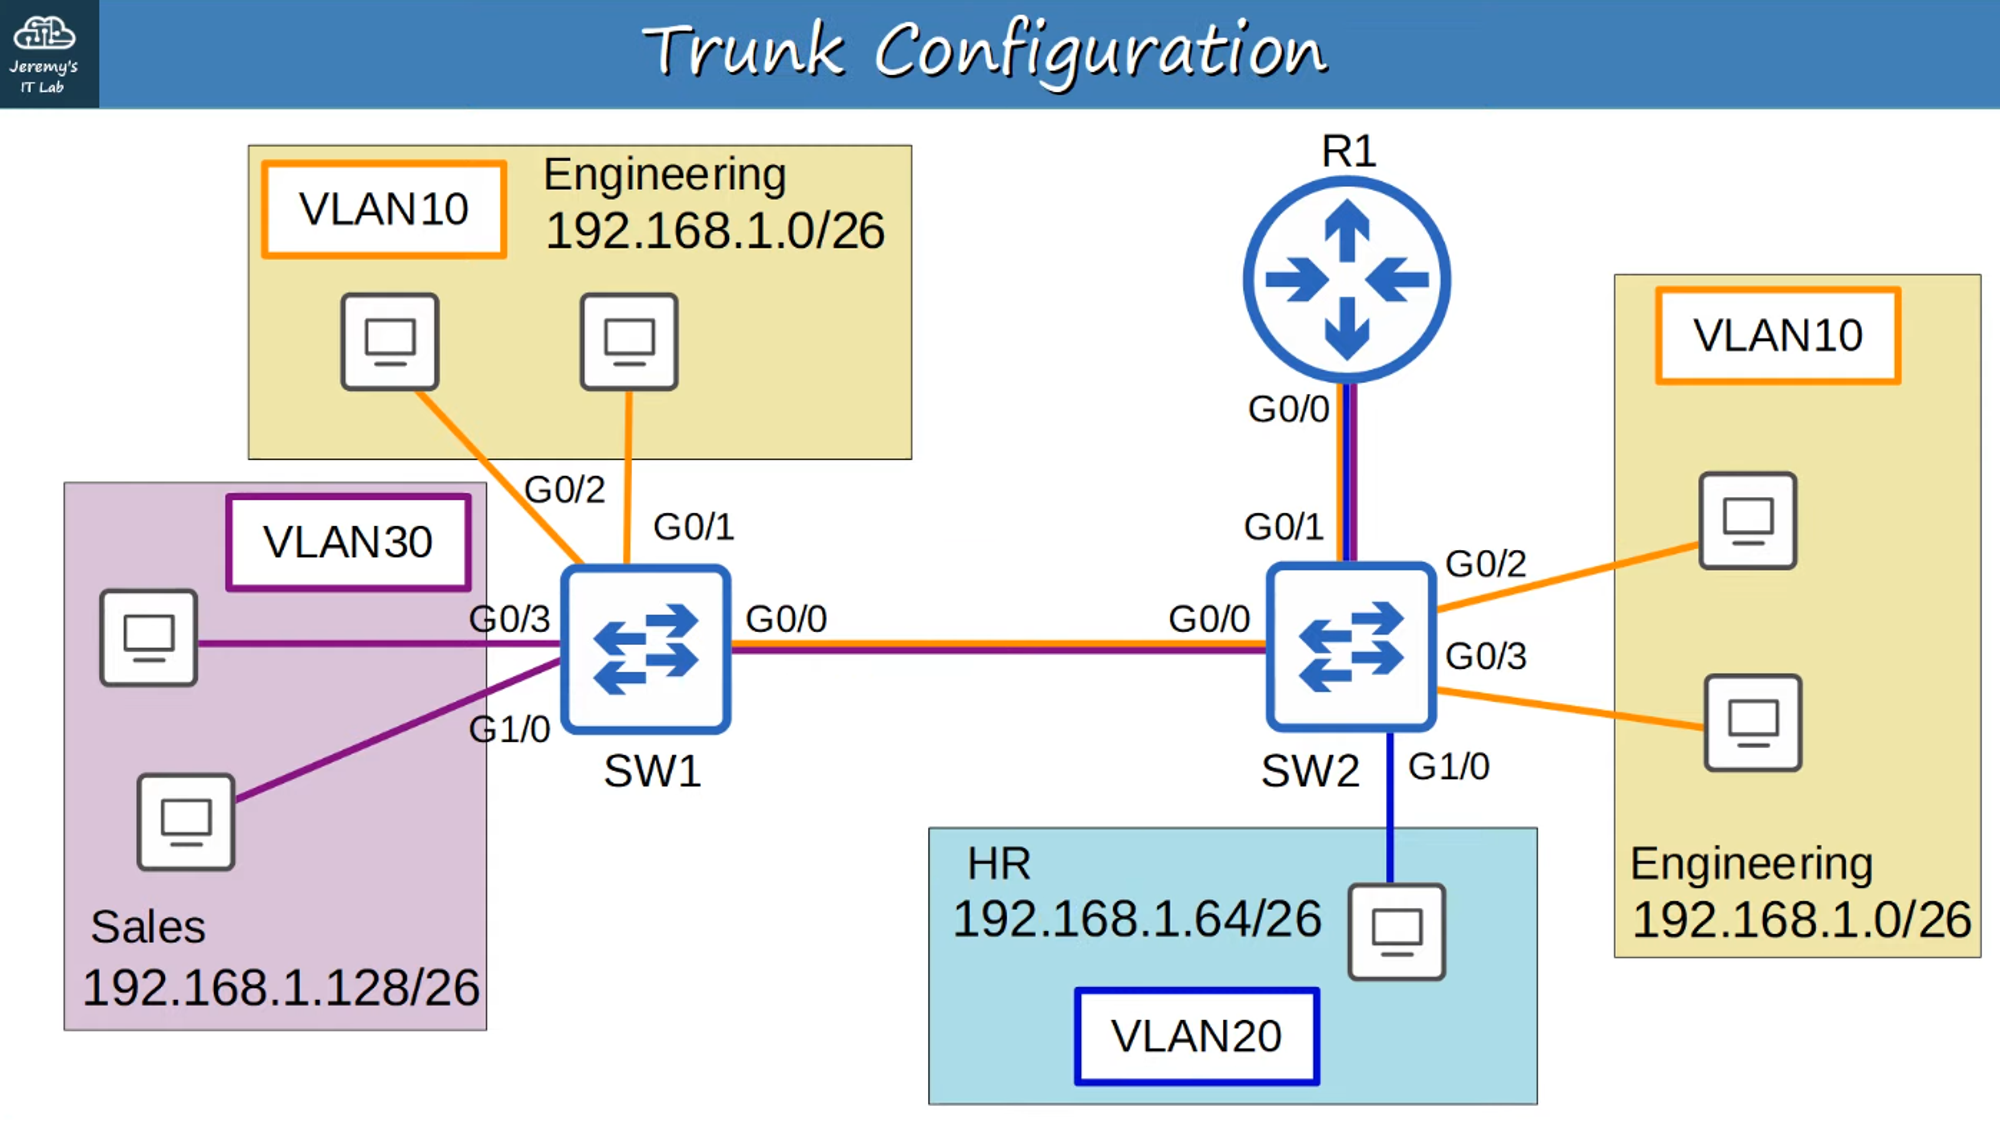 Jeremy's
IT Lab
Trunk Configuration
VLAN10
Engineering
192.168.1.0/26
R1
G0/0
VLAN10
G0/2
G0/1
VLAN30
G0/3
G1/0
G0/0
SW1
G0/1
G0/0
G0/2
G0/3
SW2
G1/0
Sales
192.168.1.128/26
HR
192.168.1.64/26
VLAN20
Engineering
192.168.1.0/26